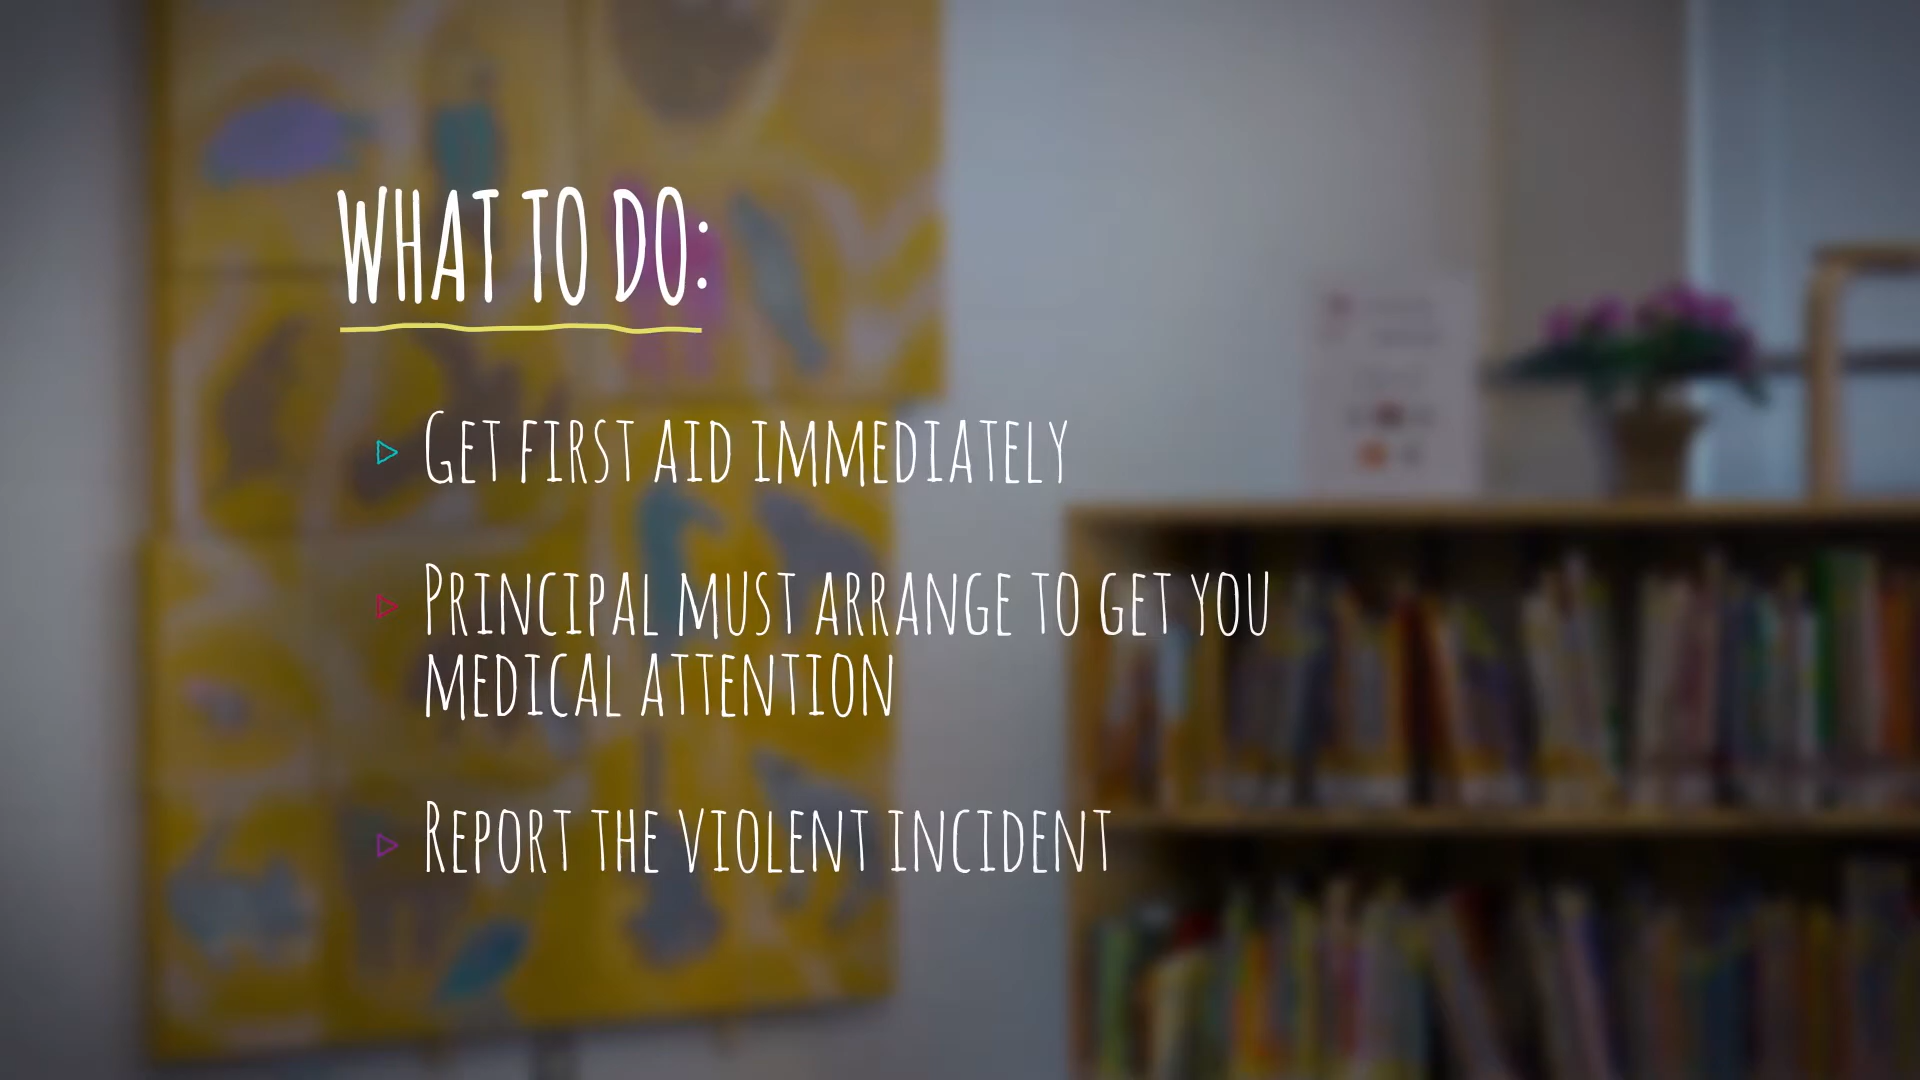 WHAT TO DO:
GET FIRST AID IMMEDIATELY
PRINCIPAL MUST ARRANGE TO GET YOU
MEDICAL ATTENTION
REPORT THE VIOLENT INCIDENT